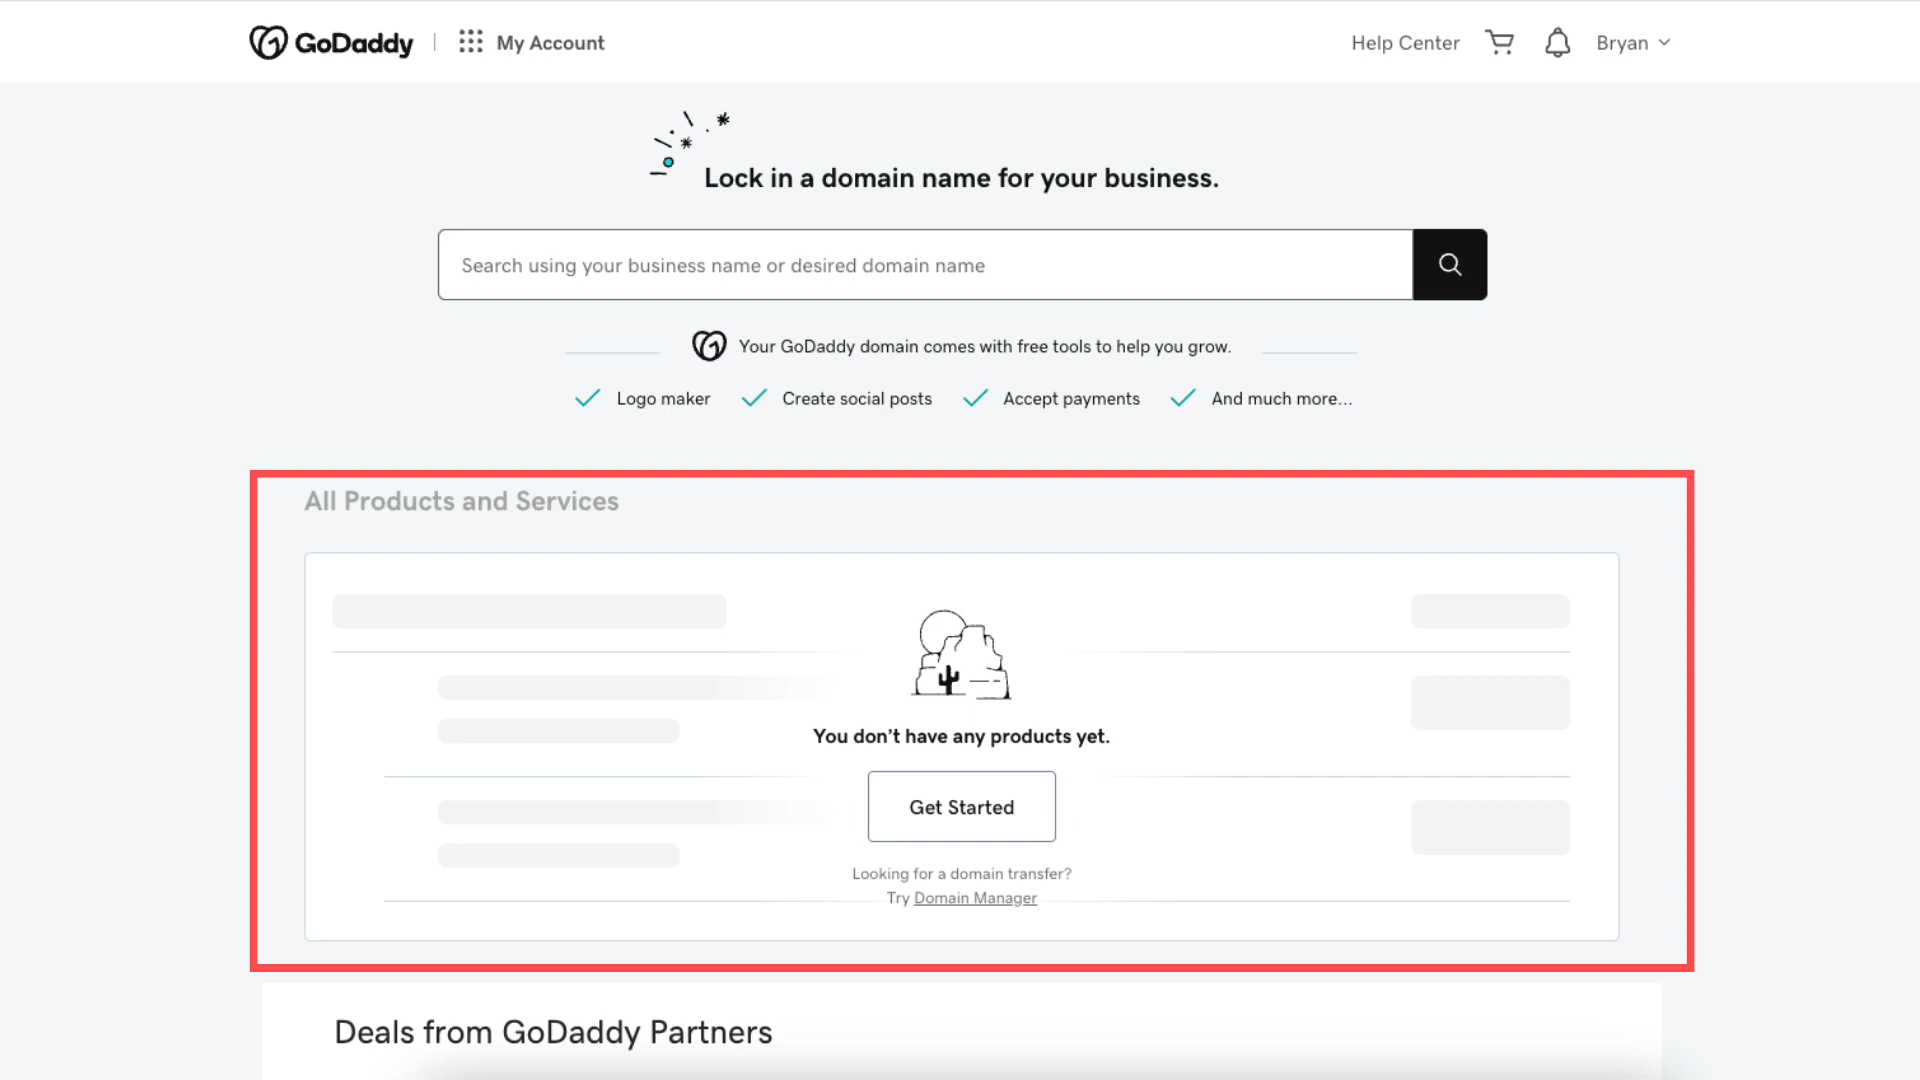 GoDaddy
My Account
Help Center
Bryan
Lock in a domain name for your business.
Search using your business name or desired domain name
Your GoDaddy domain comes with free tools to help you grow.
Logo maker
Create social posts
Accept payments
And much more...
All Products and Services
You don’t have any products yet.
Get Started
Looking for a domain transfer?
Try Domain Manager
Deals from GoDaddy Partners